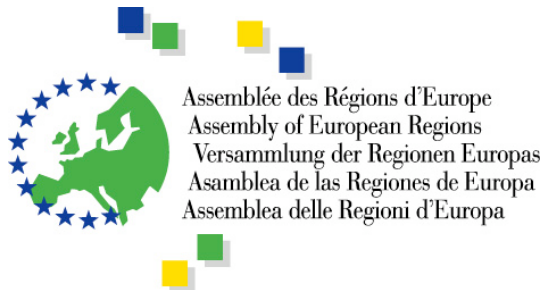 Assemblée des Régions d'Europe
Assembly of European Regions
Versammlung der Regionen Europas
Asamblea de las Regiones de Europa
Assemblea delle Regioni d'Europa